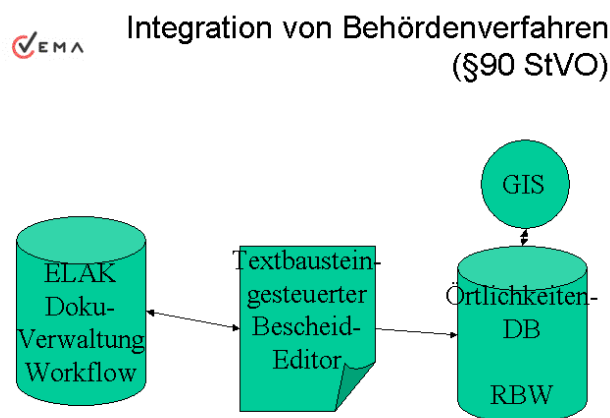 VEMA
Integration von Behördenverfahren
(§90 StVO)
GIS
ELAK
Doku-
Verwaltung
Workflow
Textbaustein-
gesteuerter
Bescheid-
Editor
Örtlichkeiten-
DB
RBW